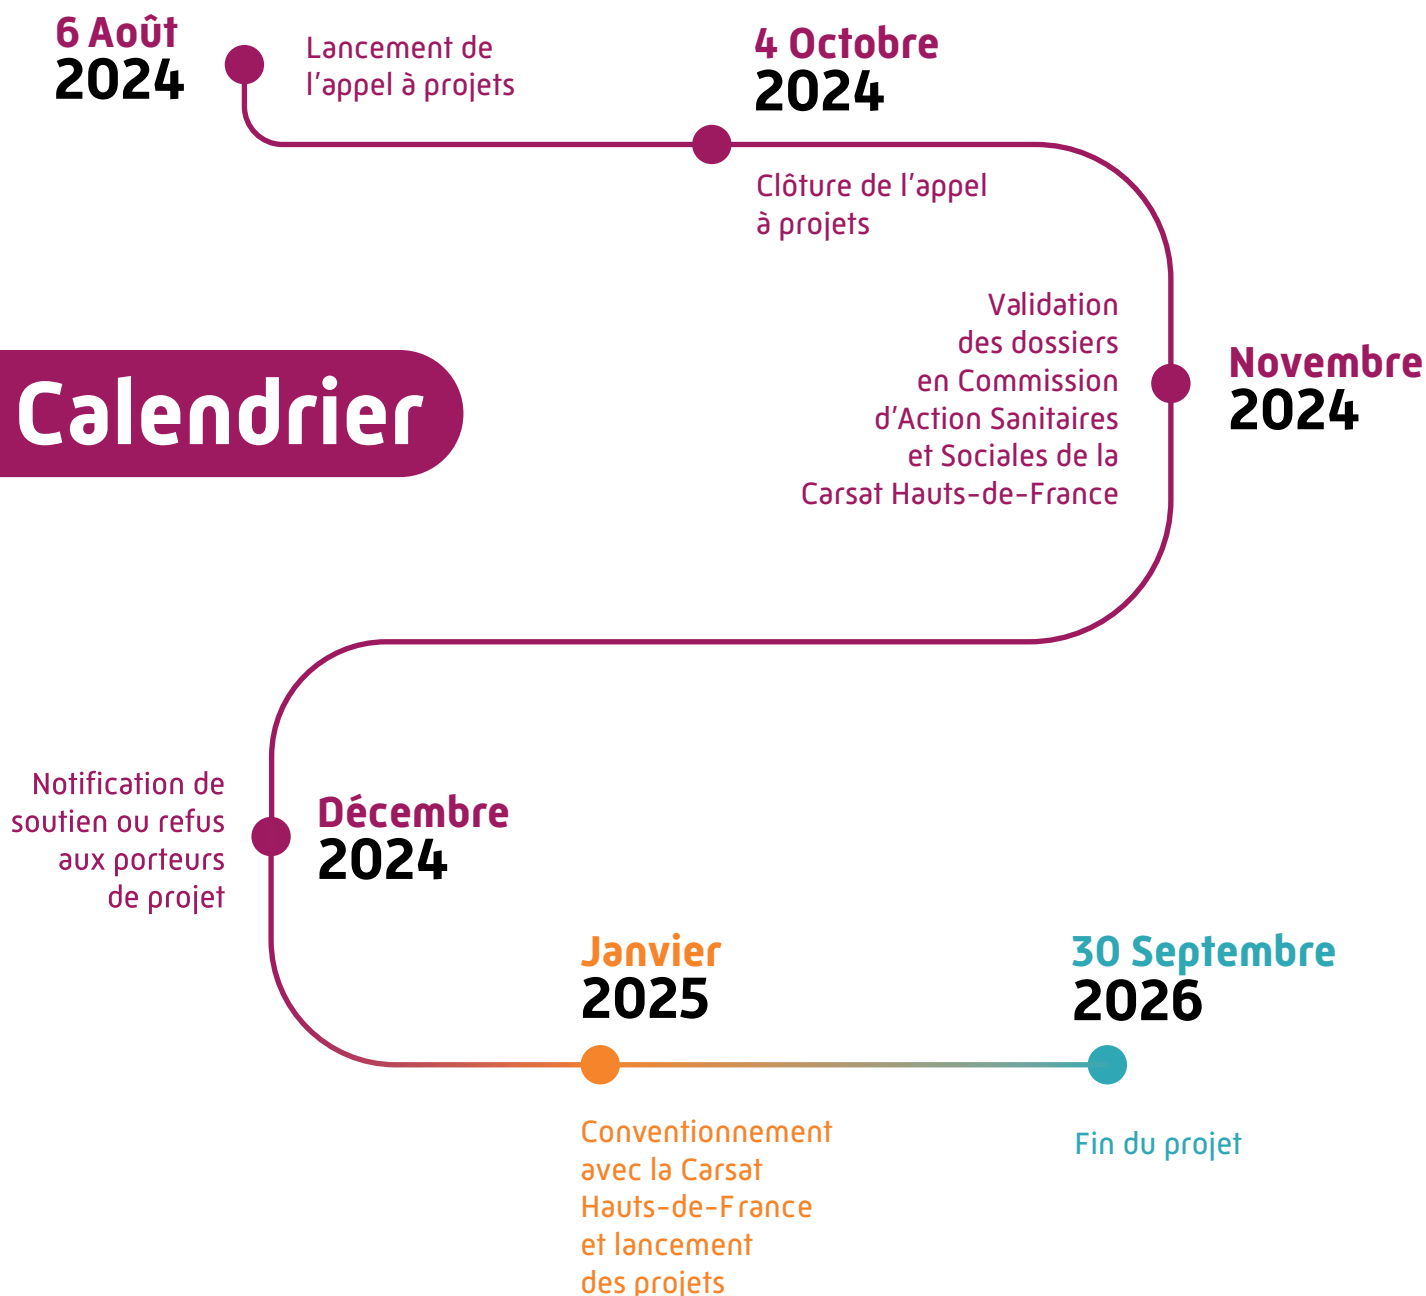 6 Août
2024
Lancement de
l'appel à projets
4 Octobre
2024
Clôture de l'appel
à projets
Validation
des dossiers
en Commission
d'Action Sanitaires
et Sociales de la
Carsat Hauts-de-France
Novembre
2024
Calendrier
Notification de
soutien ou refus
aux porteurs
de projet
Décembre
2024
Janvier
2025
Conventionnement
avec la Carsat
Hauts-de-France
et lancement
des projets
30 Septembre
2026
Fin du projet